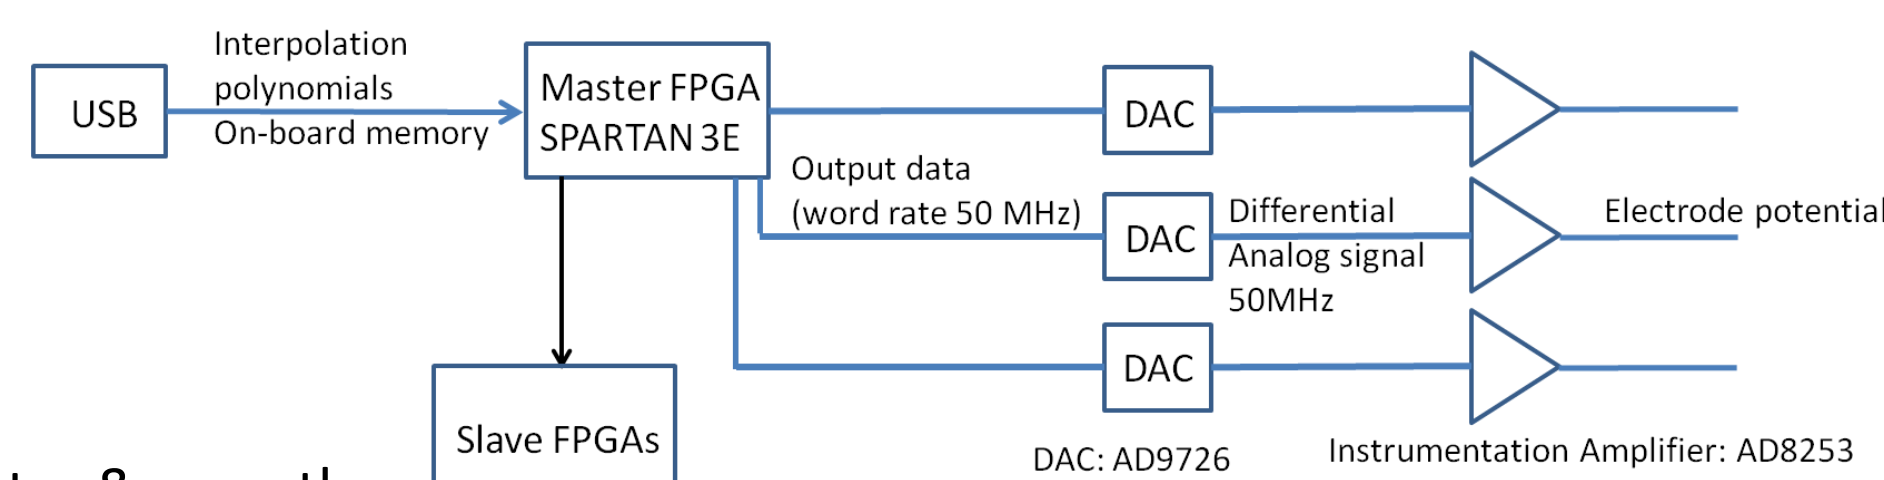 Interpolation
polynomials
On-board memory
USB
Master FPGA
SPARTAN 3E
Output data
(word rate 50 MHz)
DAC
DAC
DAC
Differential
Analog signal
50MHz
Electrode potential
Slave FPGAs
DAC: AD9726
Instrumentation Amplifier: AD8253